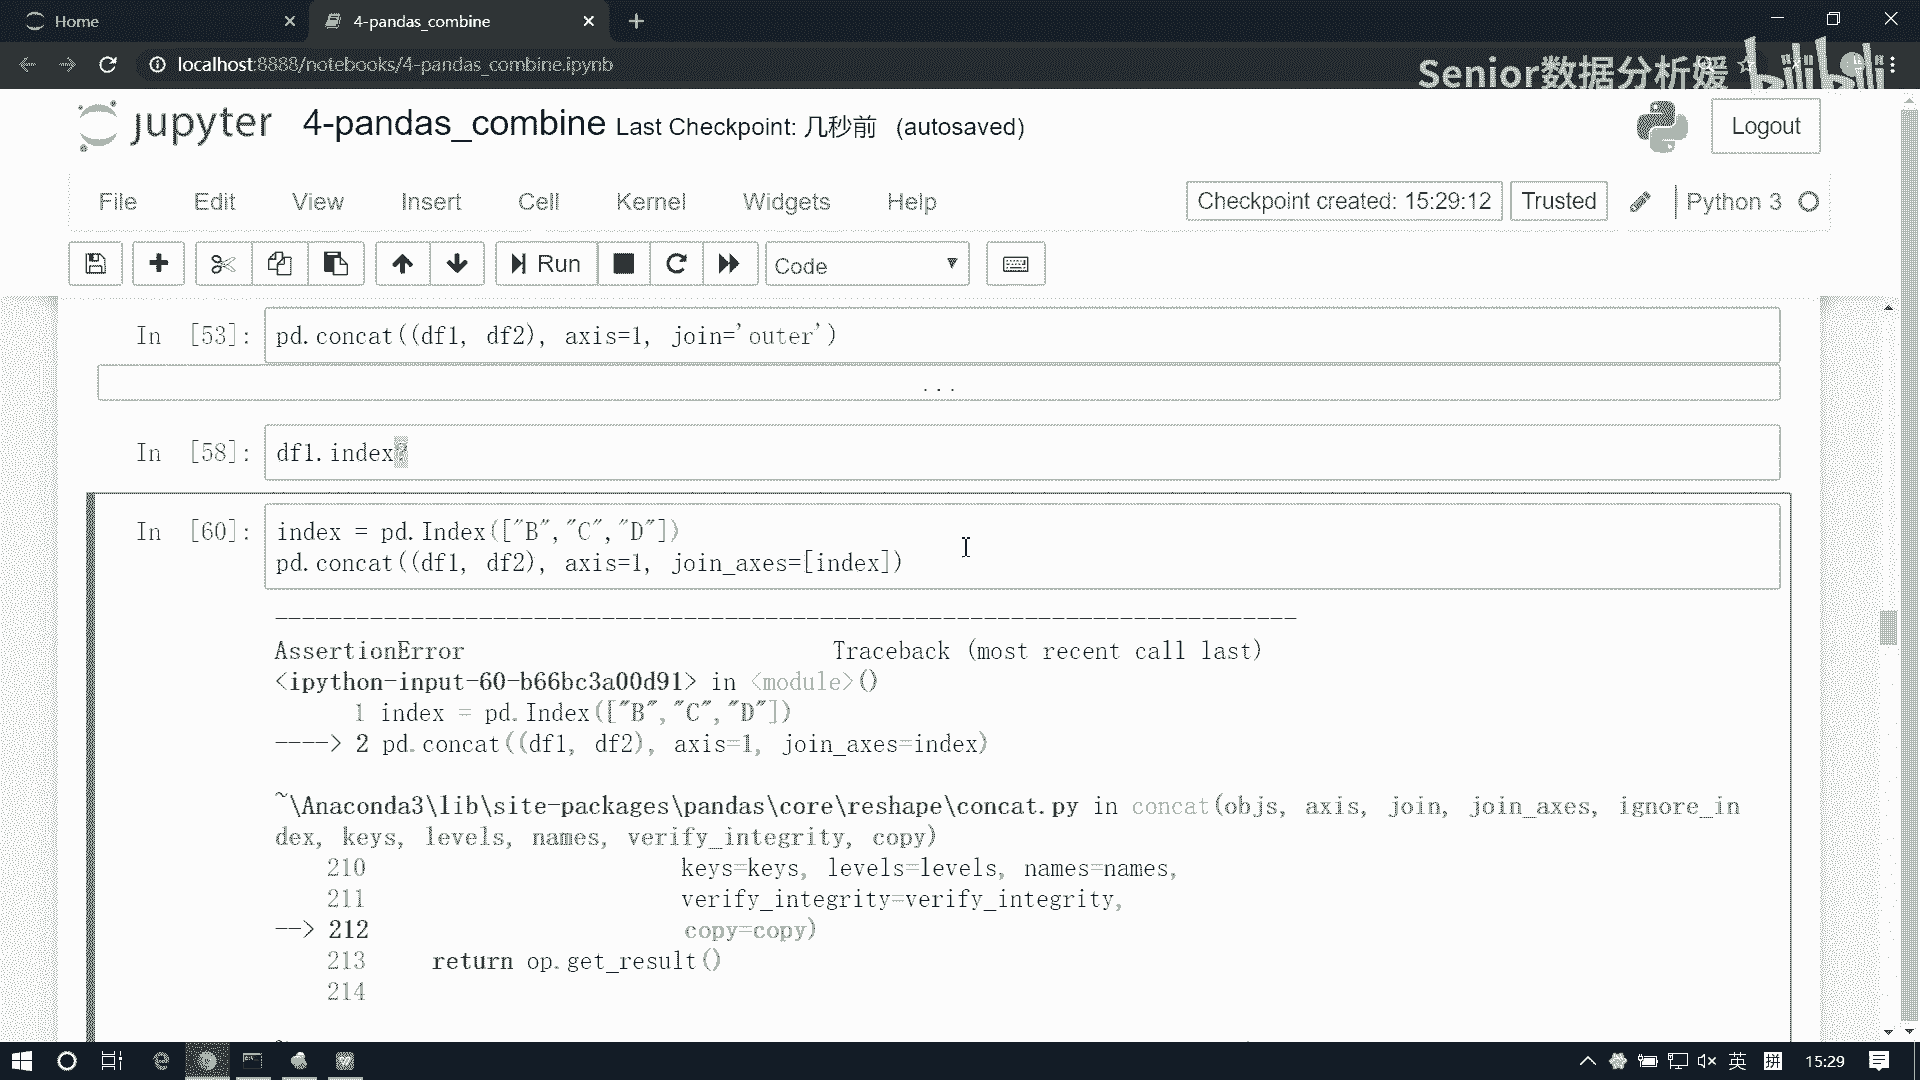 Home
4-pandas_combine
localhost:8888/notebooks/4-pandas_combine.ipynb
Senior数据分析媛 bilibili
jupyter 4-pandas_combine Last Checkpoint: 几秒前 (autosaved)
Logout
File Edit View Insert Cell Kernel Widgets Help
Checkpoint created: 15:29:12 Trusted Python 3
Run Code
In [53]: pd.concat((df1, df2), axis=1, join='outer')
...
In [58]: df1.index?
In [60]: index = pd.Index(["B","C","D"])
pd.concat((df1, df2), axis=1, join_axes=[index])
---------------------------------------------------------------------------
AssertionError Traceback (most recent call last)
<ipython-input-60-b66bc3a00d91> in <module>()
1 index = pd.Index(["B","C","D"])
----> 2 pd.concat((df1, df2), axis=1, join_axes=index)
~\Anaconda3\lib\site-packages\pandas\core\reshape\concat.py in concat(objs, axis, join, join_axes, ignore_in
dex, keys, levels, names, verify_integrity, copy)
210 keys=keys, levels=levels, names=names,
211 verify_integrity=verify_integrity,
--> 212 copy=copy)
213 return op.get_result()
214
英 拼 15:29